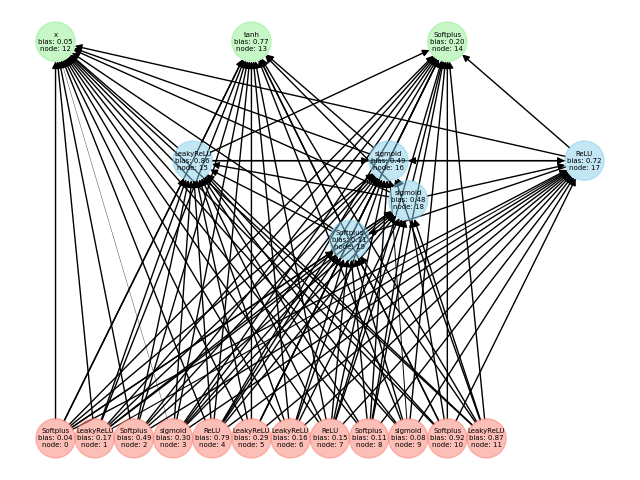 x
bias: 0.05
node: 12
tanh
bias: 0.77
node: 13
Softplus
bias: 0.20
node: 14
LeakyReLU
bias: 0.86
node: 15
sigmoid
bias: 0.49
node: 16
ReLU
bias: 0.72
node: 17
sigmoid
bias: 0.48
node: 18
Softplus
node: 19
Softplus
bias: 0.04
node: 0
LeakyReLU
bias: 0.17
node: 1
Softplus
bias: 0.49
node: 2
sigmoid
bias: 0.30
node: 3
ReLU
bias: 0.79
node: 4
LeakyReLU
bias: 0.29
node: 5
LeakyReLU
bias: 0.16
node: 6
ReLU
bias: 0.15
node: 7
Softplus
bias: 0.11
node: 8
sigmoid
bias: 0.08
node: 9
Softplus
bias: 0.92
node: 10
LeakyReLU
bias: 0.87
node: 11